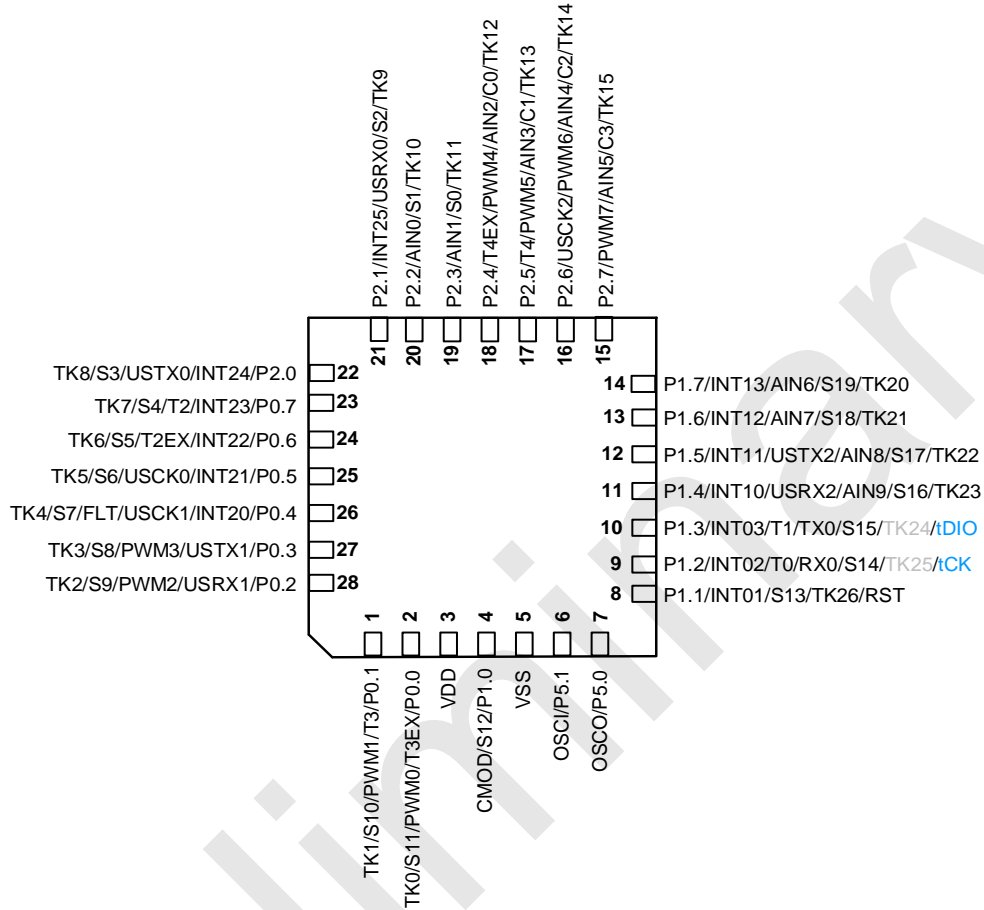 P2.1/INT25/USRX0/S2/TK9
P2.2/AIN0/S1/TK10
P2.3/AIN1/S0/TK11
P2.4/T4EX/PWM4/AIN2/C0/TK12
P2.5/T4/PWM5/AIN3/C1/TK13
P2.6/USCK2/PWM6/AIN4/C2/TK14
P2.7/PWM7/AIN5/C3/TK15
21
20
19
18
17
16
15
TK8/S3/USTX0/INT24/P2.0 22
TK7/S4/T2/INT23/P0.7 23
TK6/S5/T2EX/INT22/P0.6 24
TK5/S6/USCK0/INT21/P0.5 25
TK4/S7/FLT/USCK1/INT20/P0.4 26
TK3/S8/PWM3/USTX1/P0.3 27
TK2/S9/PWM2/USRX1/P0.2 28
14 P1.7/INT13/AIN6/S19/TK20
13 P1.6/INT12/AIN7/S18/TK21
12 P1.5/INT11/USTX2/AIN8/S17/TK22
11 P1.4/INT10/USRX2/AIN9/S16/TK23
10 P1.3/INT03/T1/TX0/S15/TK24/tDIO
9 P1.2/INT02/T0/RX0/S14/TK25/tCK
8 P1.1/INT01/S13/TK26/RST
1
2
3
4
5
6
7
TK1/S10/PWM1/T3/P0.1
TK0/S11/PWM0/T3EX/P0.0
VDD
CMOD/S12/P1.0
VSS
OSCI/P5.1
OSCO/P5.0